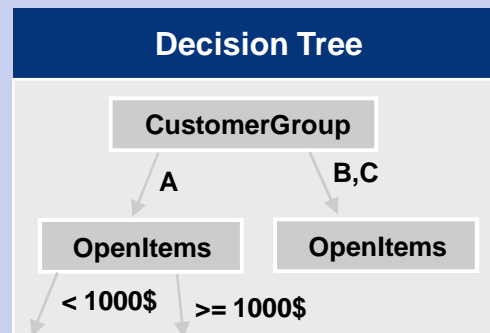 Decision Tree
CustomerGroup
A
B,C
OpenItems
OpenItems
< 1000$
>= 1000$